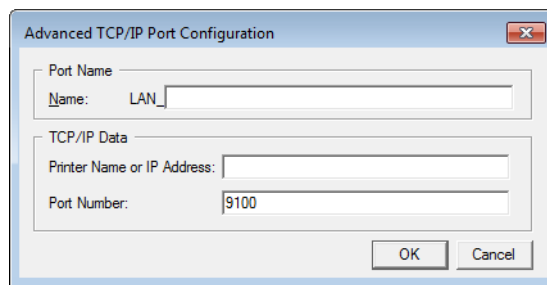 Advanced TCP/IP Port Configuration
Port Name
Name: LAN_
TCP/IP Data
Printer Name or IP Address:
Port Number: 9100
OK Cancel